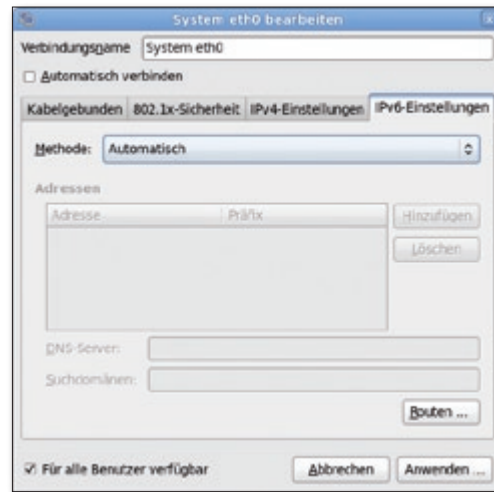 System eth0 bearbeiten
Verbindungsname System eth0
Automatisch verbinden
Kabelgebunden 802.1x-Sicherheit IPv4-Einstellungen IPv6-Einstellungen
Methode: Automatisch
Adressen
Adresse Präfix Hinzufügen
Löschen
DNS-Server:
Suchdomänen:
Routen ...
Für alle Benutzer verfügbar Abbrechen Anwenden ...